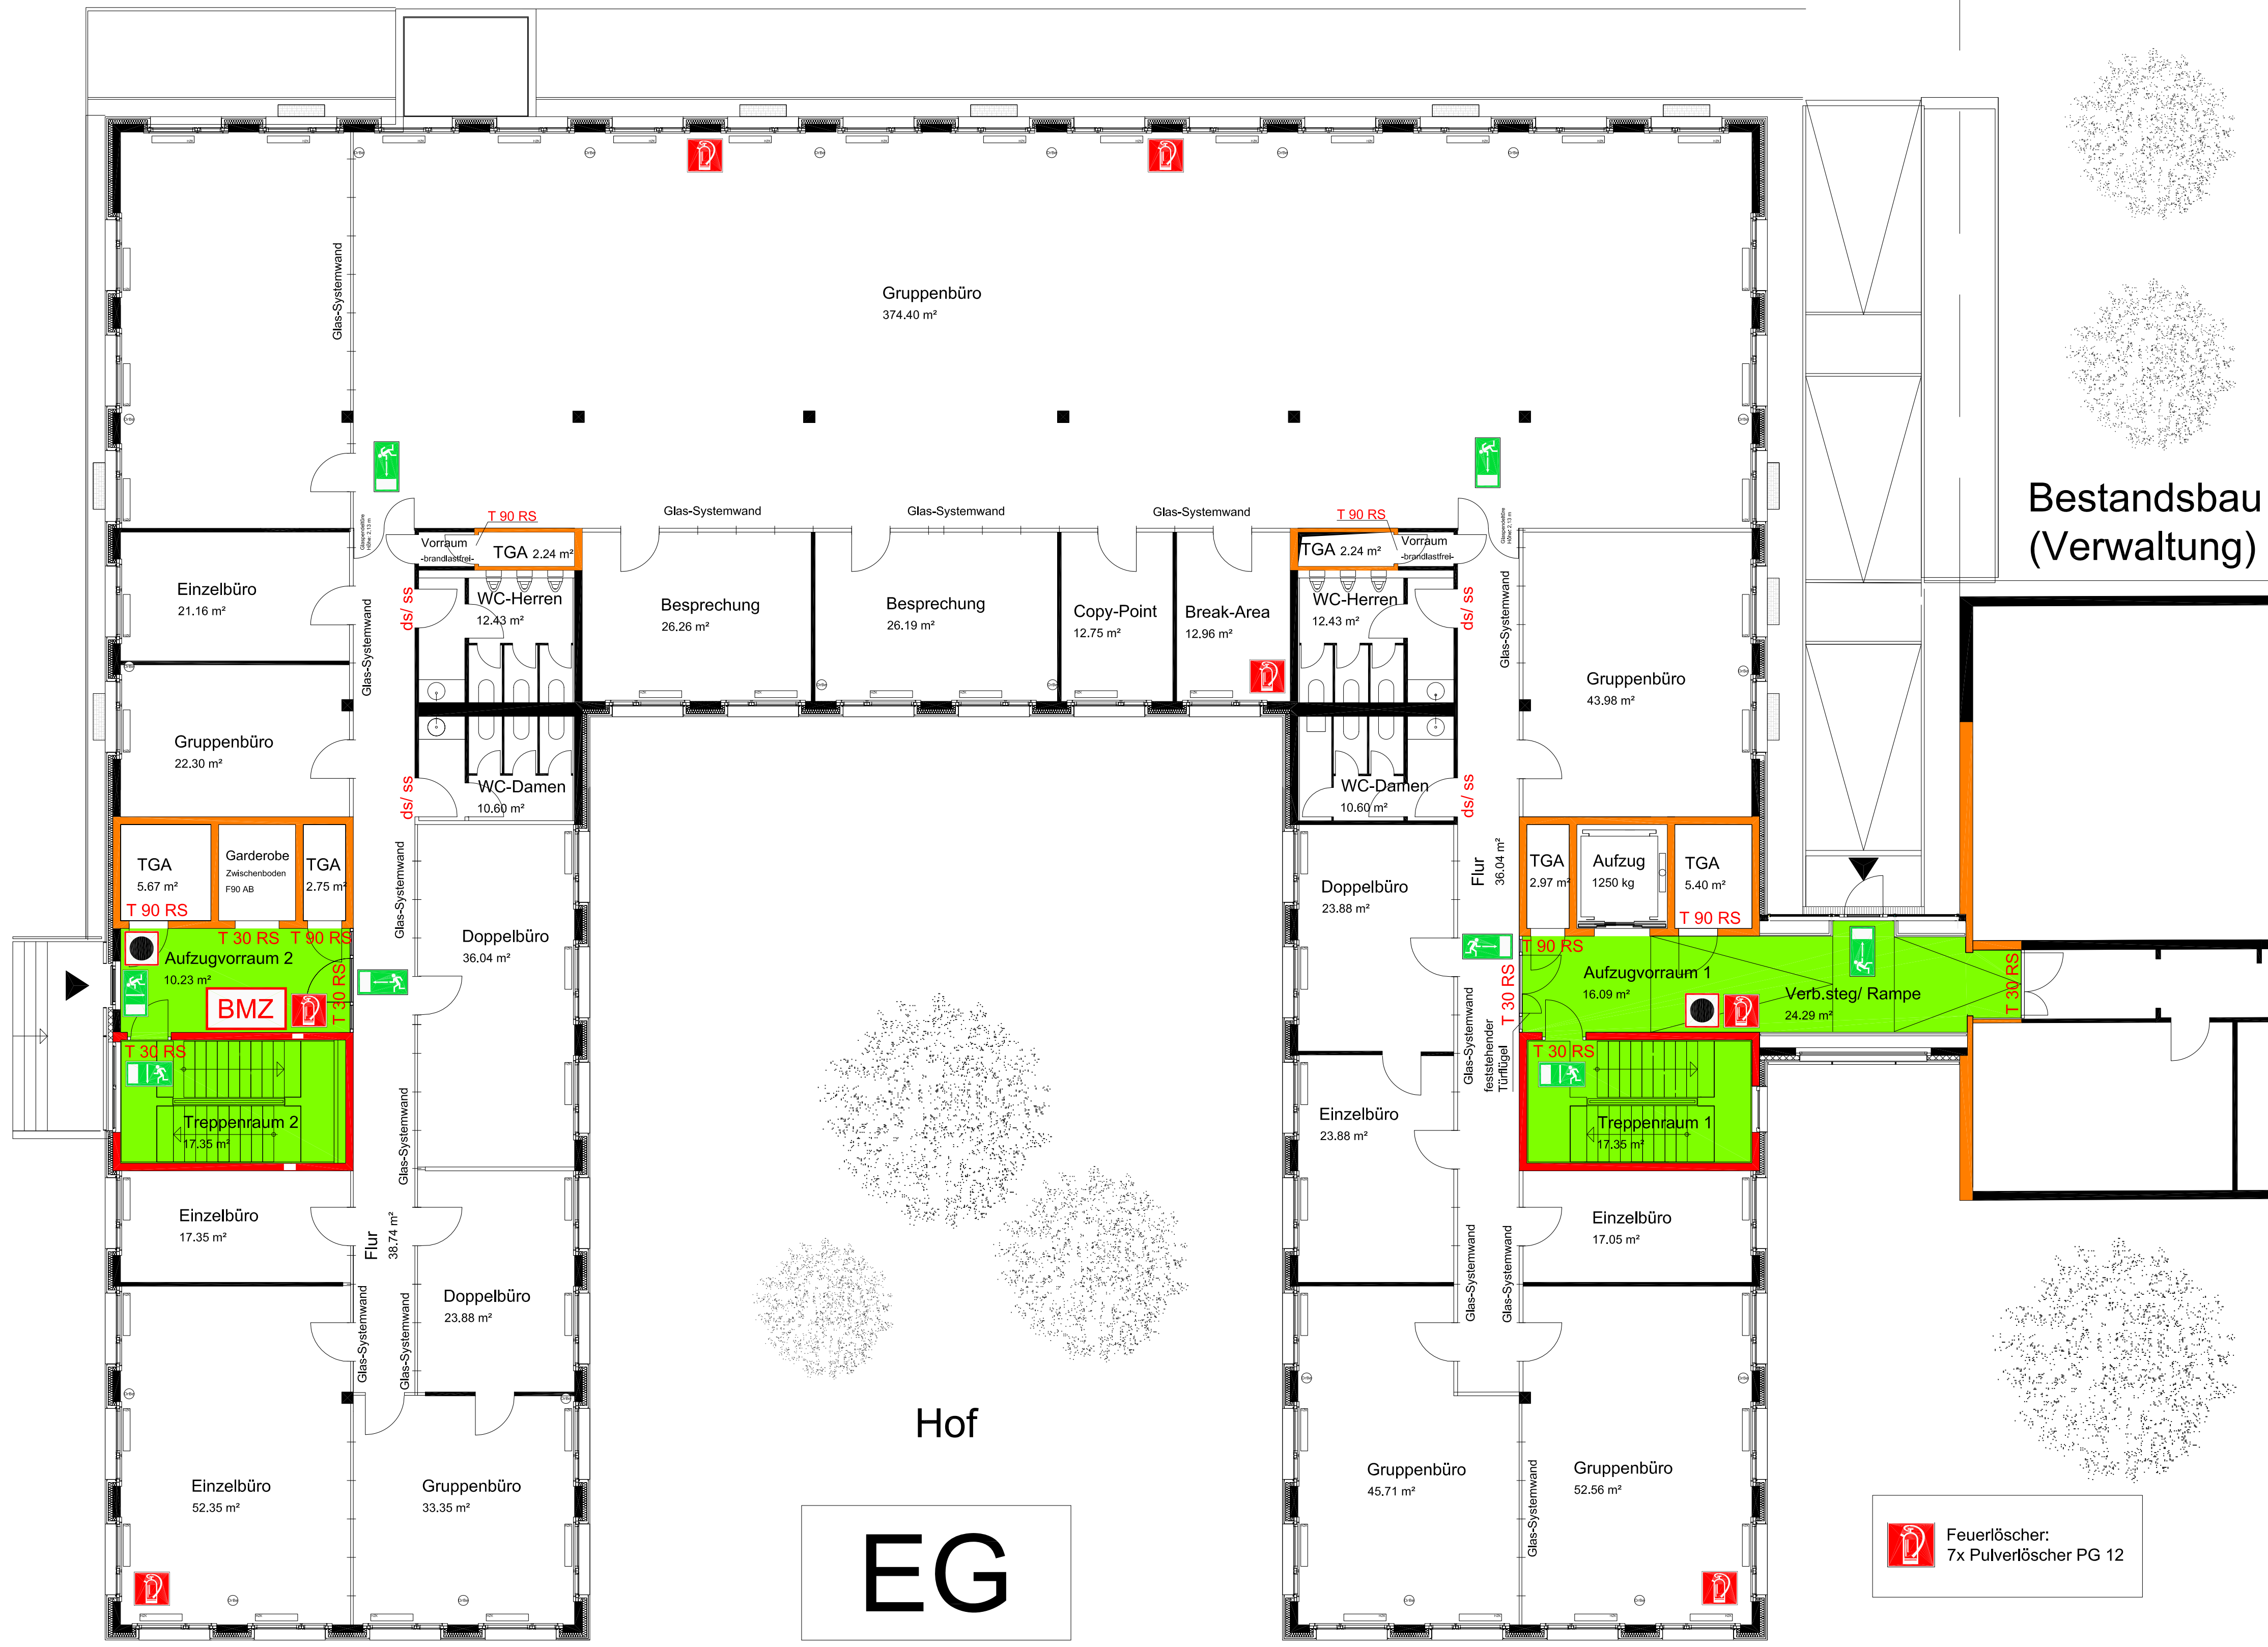 Glas-Systemwand
Gruppenbüro
374.40 m²
Bestandsbau
(Verwaltung)
Glastürendellüre
T 90 RS
Glas-Systemwand
Glas-Systemwand
Glas-Systemwand
T 90 RS
Vorraum
-brandlastfrei-
TGA 2.24 m²
TGA 2.24 m²
Vorraum
-brandlastfrei-
Einzelbüro
21.16 m²
Glas-Systemwand
ds/ ss
WC-Herren
12.43 m²
Besprechung
26.26 m²
Besprechung
26.19 m²
Copy-Point
12.75 m²
Break-Area
12.96 m²
WC-Herren
12.43 m²
ds/ ss
Glas-Systemwand
Gruppenbüro
43.98 m²
Gruppenbüro
22.30 m²
ds/ ss
WC-Damen
10.60 m²
WC-Damen
10.60 m²
ds/ ss
TGA
5.67 m²
T 90 RS
Garderobe
Zwischenboden
F90 AB
TGA
2.75 m²
Glas-Systemwand
Doppelbüro
36.04 m²
Doppelbüro
23.88 m²
Flur
36.04 m²
TGA
2.97 m²
Aufzug
1250 kg
TGA
5.40 m²
T 90 RS
T 30 RS
T 90 RS
Aufzugvorraum 2
10.23 m²
BMZ
T 30 RS
T 90 RS
Aufzugvorraum 1
16.09 m²
T 30 RS
Verb.steg/ Rampe
24.29 m²
T 30 RS
Glas-Systemwand
feststehender
Türflügel
T 30 RS
Treppenraum 2
17.35 m²
Glas-Systemwand
Einzelbüro
23.88 m²
T 30 RS
Treppenraum 1
17.35 m²
Einzelbüro
17.35 m²
Flur
38.74 m²
Glas-Systemwand
Glas-Systemwand
Doppelbüro
23.88 m²
Glas-Systemwand
Glas-Systemwand
Einzelbüro
17.05 m²
Hof
Einzelbüro
52.35 m²
Gruppenbüro
33.35 m²
Gruppenbüro
45.71 m²
Glas-Systemwand
Gruppenbüro
52.56 m²
EG
Feuerlöscher:
7x Pulverlöscher PG 12